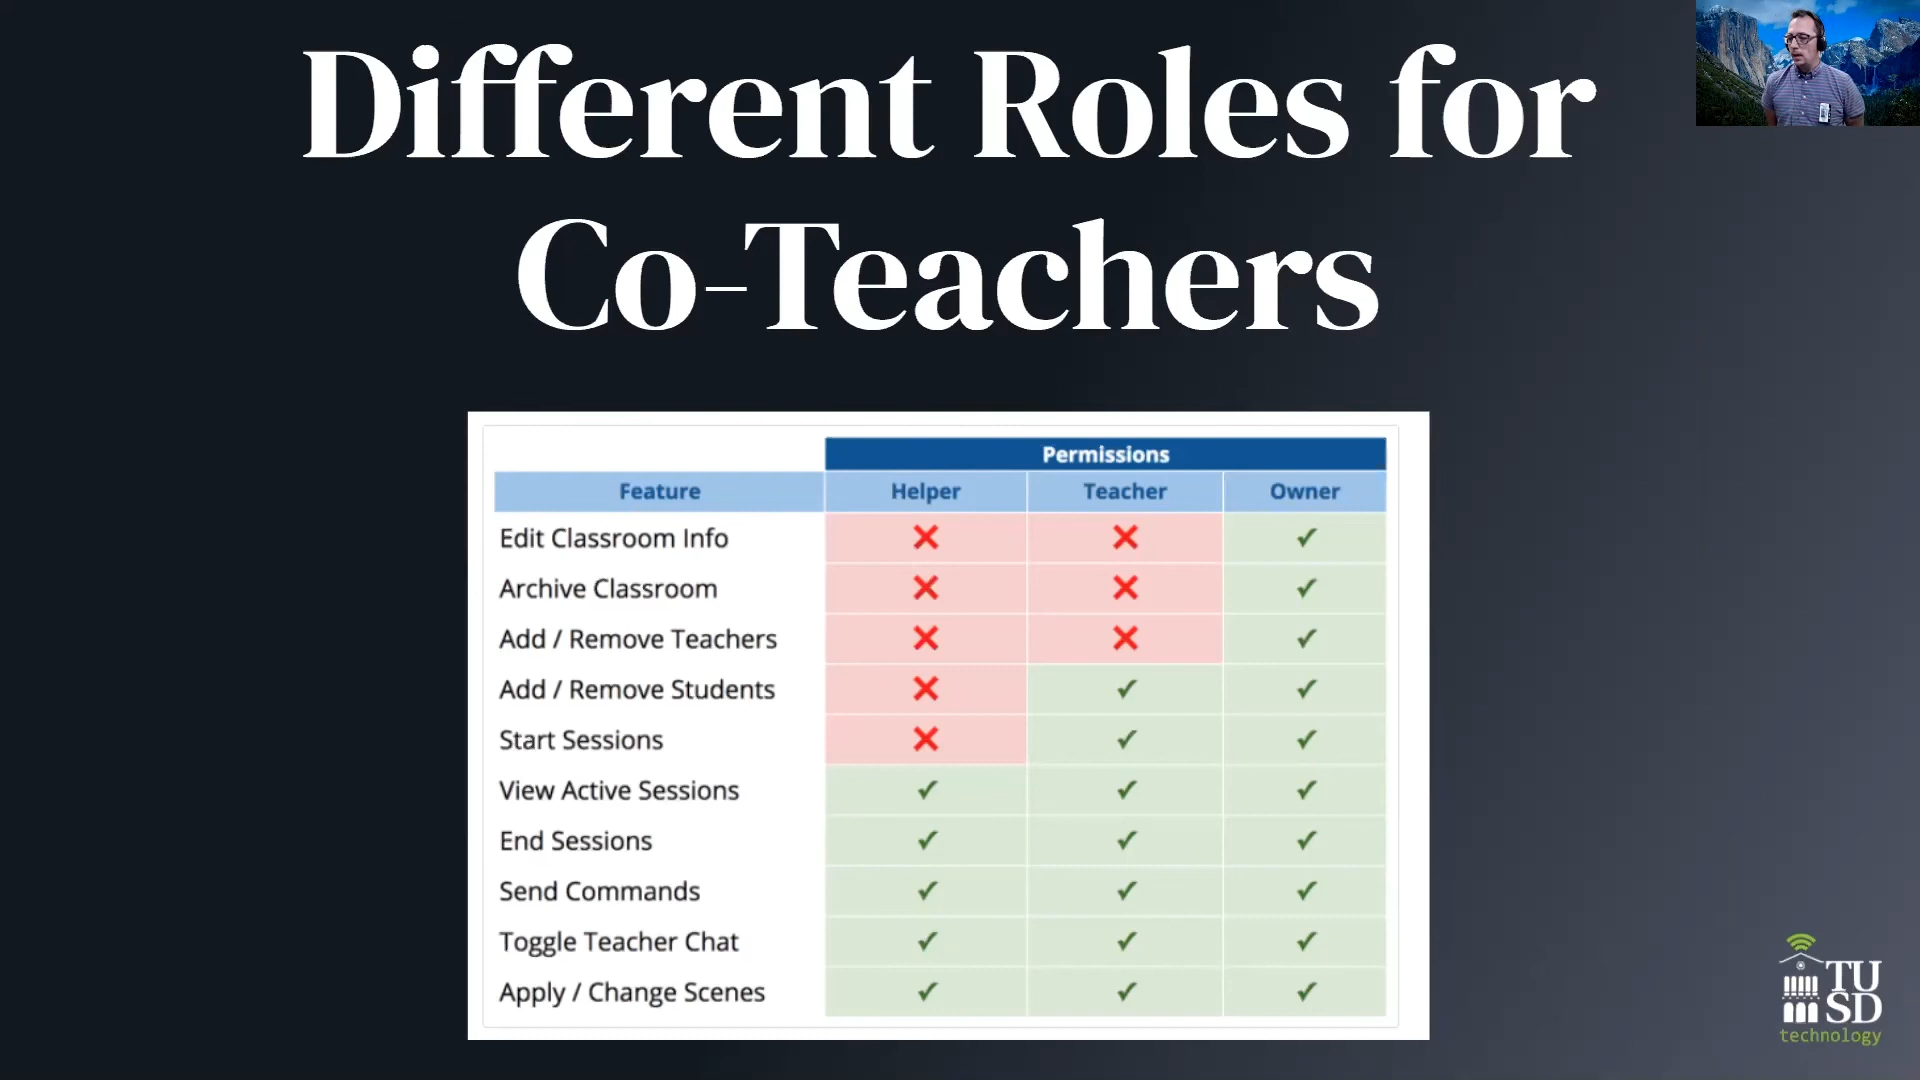 Different Roles for
Co-Teachers
Permissions
Feature Helper Teacher Owner
Edit Classroom Info ❌ ❌ ✓
Archive Classroom ❌ ❌ ✓
Add / Remove Teachers ❌ ❌ ✓
Add / Remove Students ❌ ✓ ✓
Start Sessions ❌ ✓ ✓
View Active Sessions ✓ ✓ ✓
End Sessions ✓ ✓ ✓
Send Commands ✓ ✓ ✓
Toggle Teacher Chat ✓ ✓ ✓
Apply / Change Scenes ✓ ✓ ✓
TU
SD
technology